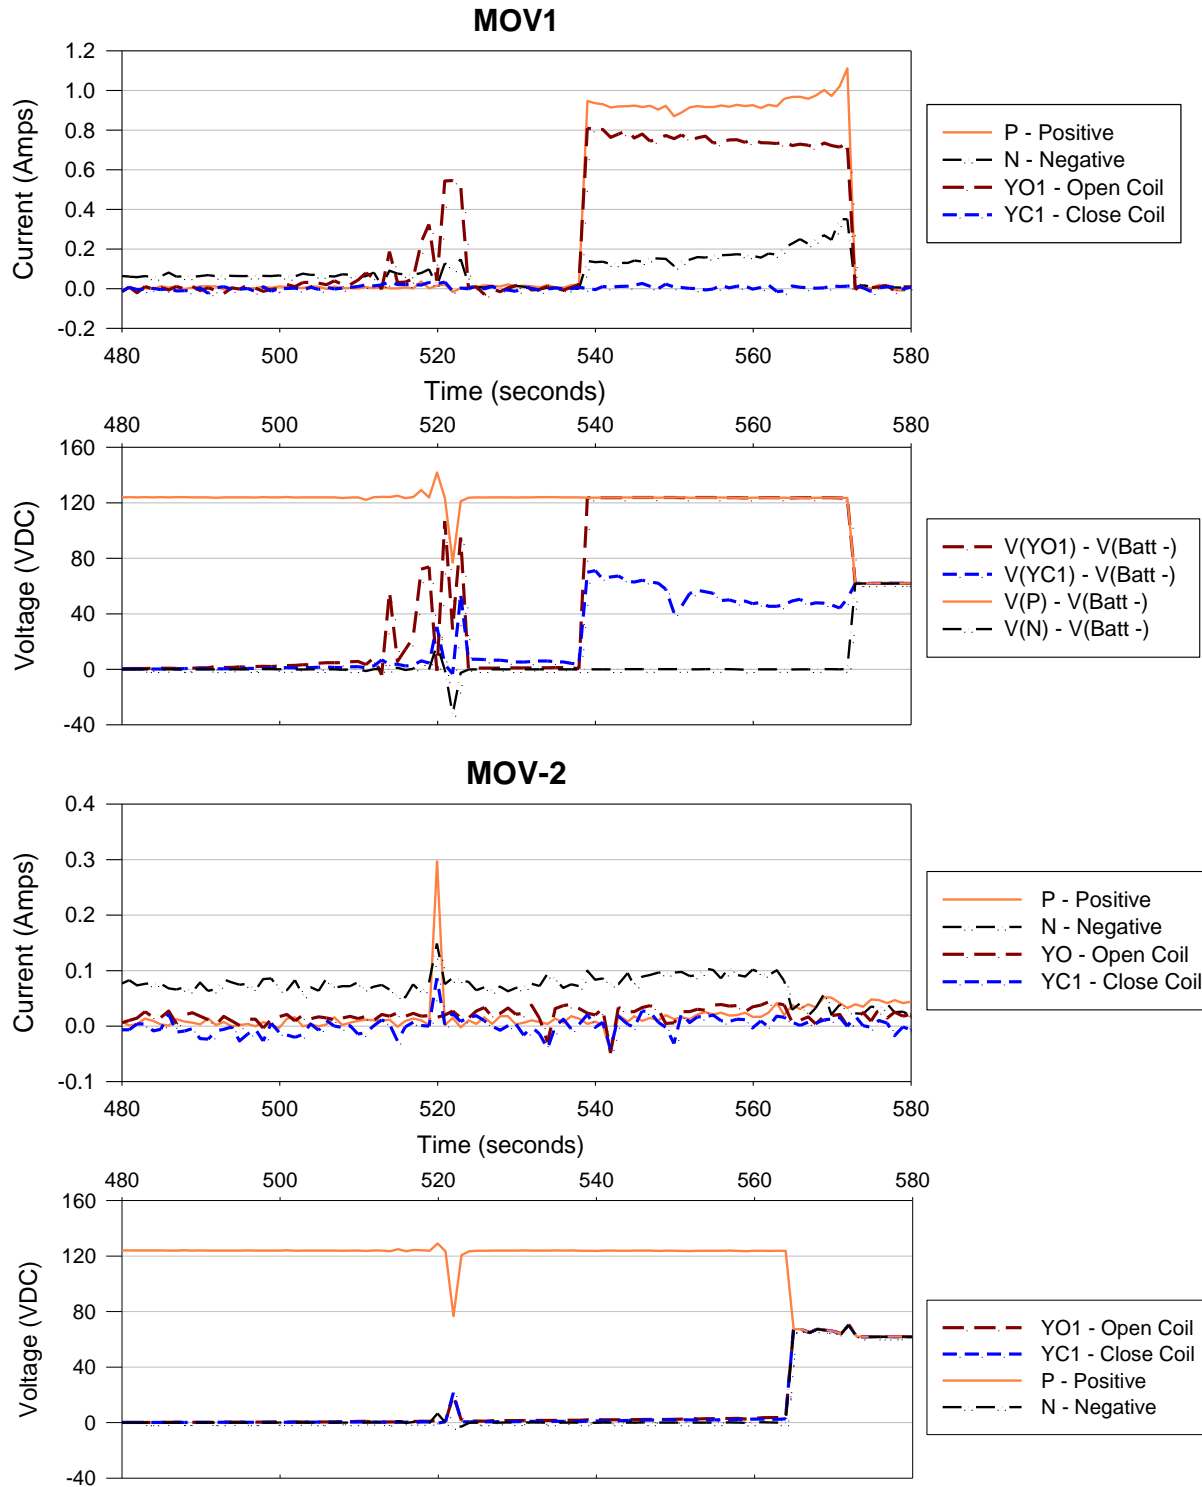 MOV1
1.2
1.0
0.8
0.6
0.4
0.2
0.0
-0.2
Current (Amps)
480 500 520 540 560 580
Time (seconds)
P - Positive
N - Negative
YO1 - Open Coil
YC1 - Close Coil
480 500 520 540 560 580
160
120
80
40
0
-40
Voltage (VDC)
V(YO1) - V(Batt -)
V(YC1) - V(Batt -)
V(P) - V(Batt -)
V(N) - V(Batt -)
MOV-2
0.4
0.3
0.2
0.1
0.0
-0.1
Current (Amps)
480 500 520 540 560 580
Time (seconds)
P - Positive
N - Negative
YO - Open Coil
YC1 - Close Coil
480 500 520 540 560 580
160
120
80
40
0
-40
Voltage (VDC)
YO1 - Open Coil
YC1 - Close Coil
P - Positive
N - Negative